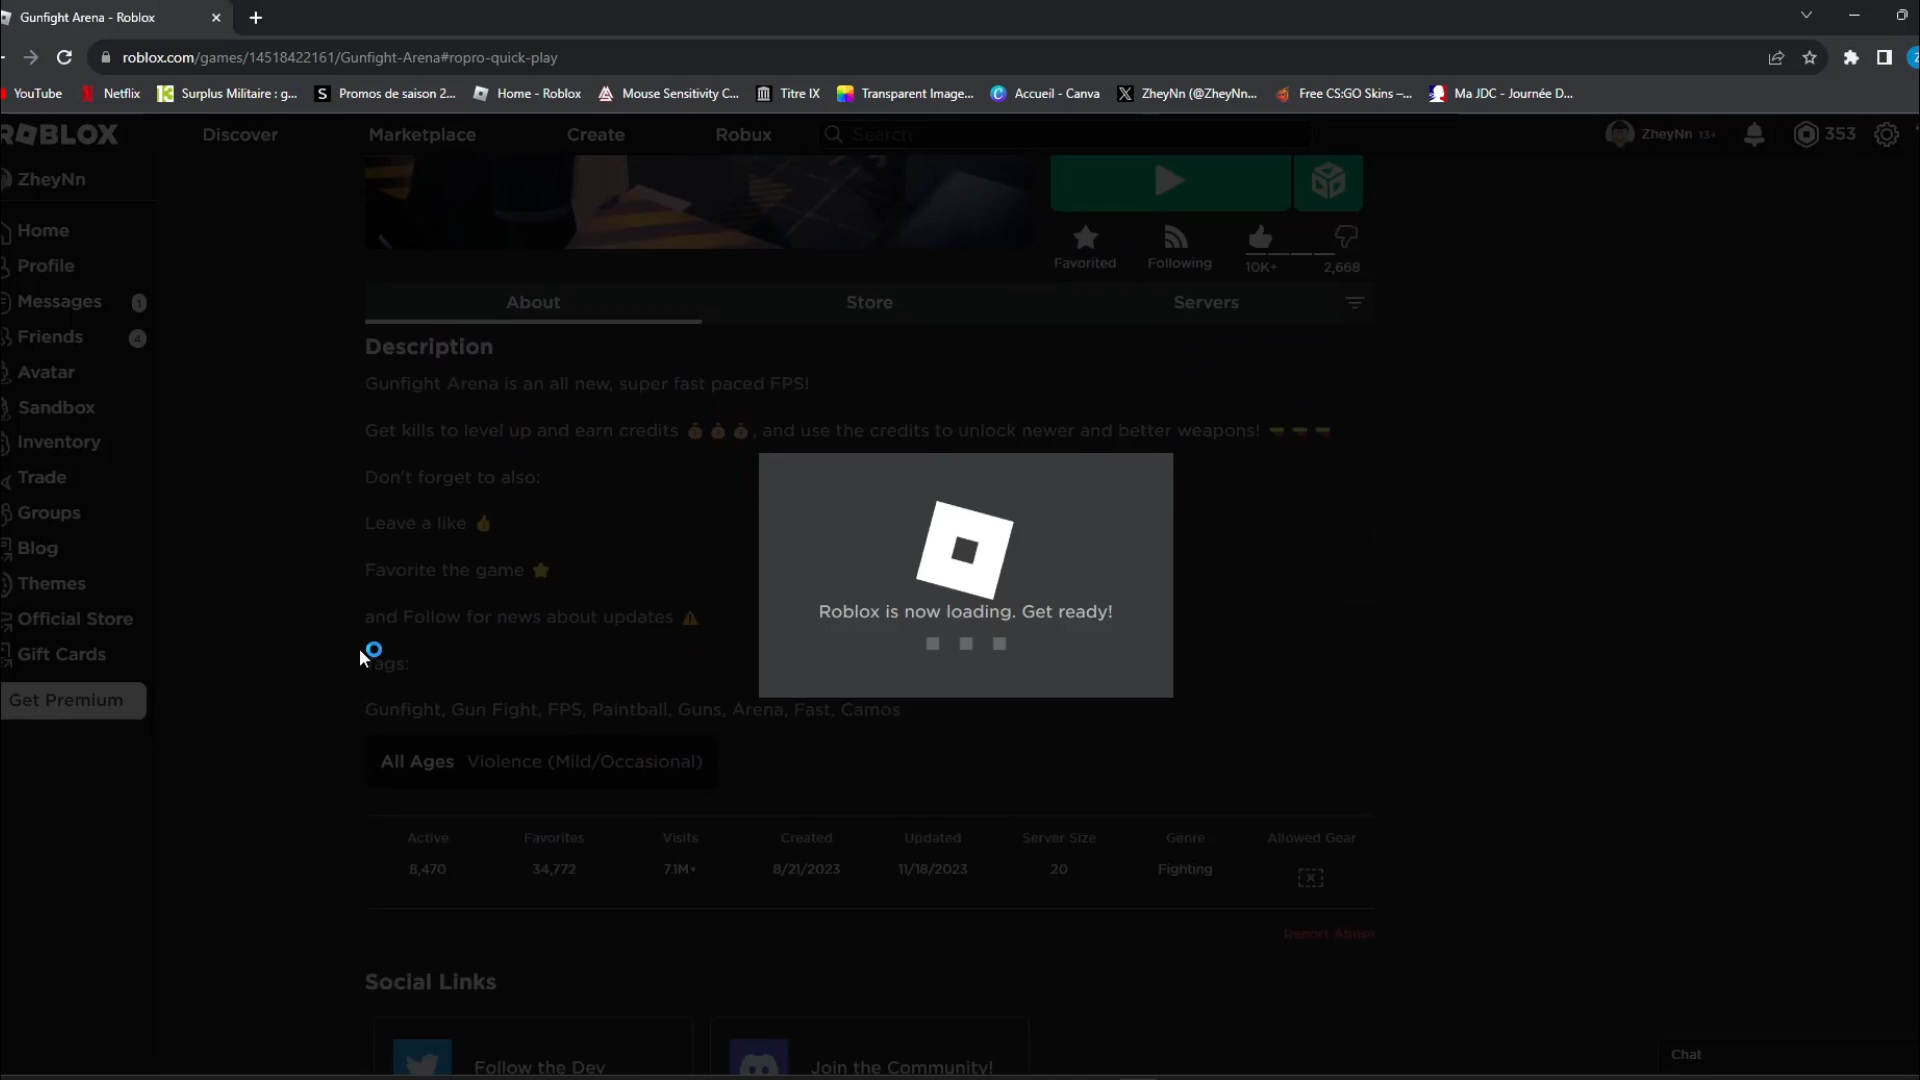 Gunfight Arena - Roblox
roblox.com/games/14518422161/Gunfight-Arena#ropro-quick-play
YouTube
Netflix
Surplus Militaire : g...
Promos de saison 2...
Home - Roblox
Mouse Sensitivity C...
Titre IX
Transparent Image...
Accueil - Canva
ZheyNn (@ZheyNn...
Free CS:GO Skins –...
Ma JDC - Journée D...
ROBLOX
Discover
Marketplace
Create
Robux
Search
ZheyNn 13+
353
ZheyNn
Home
Profile
Messages 1
Friends 4
Avatar
Sandbox
Inventory
Trade
Groups
Blog
Themes
Official Store
Gift Cards
Get Premium
Favorited
Following
10K+
2,668
About
Store
Servers
Description
Gunfight Arena is an all new, super fast paced FPS!
Get kills to level up and earn credits 💰💰💰, and use the credits to unlock newer and better weapons! 🔫🔫🔫
Don't forget to also:
Leave a like 👍
Favorite the game ⭐
and Follow for news about updates ⚠️
Tags:
Gunfight, Gun Fight, FPS, Paintball, Guns, Arena, Fast, Camos
All Ages Violence (Mild/Occasional)
Roblox is now loading. Get ready!
Active Favorites Visits Created Updated Server Size Genre Allowed Gear
8,470 34,772 7.1M+ 8/21/2023 11/18/2023 20 Fighting
Report Abuse
Social Links
Follow the Dev
Join the Community!
Chat